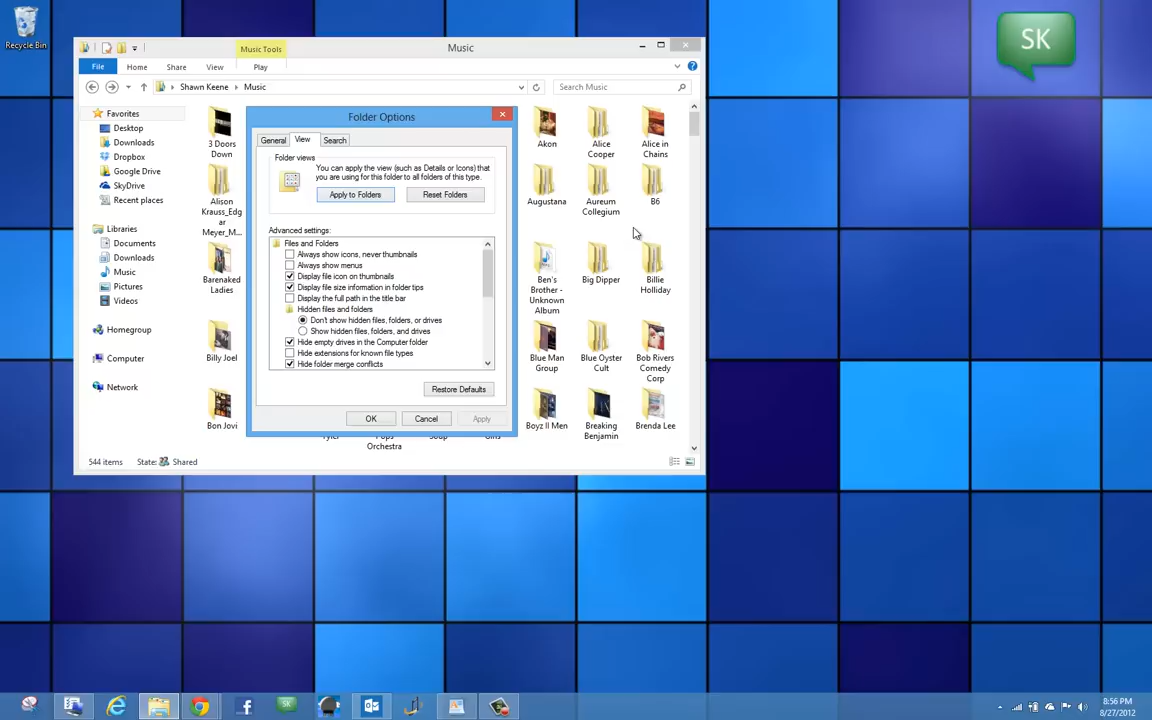 Recycle Bin
SK
Music Tools
Music
File
Home
Share
View
Play
Shawn Keene
Music
Search Music
Favorites
Desktop
Downloads
Dropbox
Google Drive
SkyDrive
Recent places
Libraries
Documents
Downloads
Music
Pictures
Videos
Homegroup
Computer
Network
3 Doors
Down
Alison
Krauss_Edg
ar
Meyer_M...
Barenaked
Ladies
Billy Joel
Bon Jovi
Folder Options
General
View
Search
Folder views
You can apply the view (such as Details or Icons) that
you are using for this folder to all folders of this type.
Apply to Folders
Reset Folders
Advanced settings:
Files and Folders
Always show icons, never thumbnails
Always show menus
Display file icon on thumbnails
Display file size information in folder tips
Display the full path in the title bar
Hidden files and folders
Don't show hidden files, folders, or drives
Show hidden files, folders, and drives
Hide empty drives in the Computer folder
Hide extensions for known file types
Hide folder merge conflicts
Restore Defaults
OK
Cancel
Apply
Orchestra
Akon
Alice
Cooper
Alice in
Chains
Augustana
Aureum
Collegium
B6
Ben's
Brother -
Unknown
Album
Big Dipper
Billie
Holliday
Blue Man
Group
Blue Oyster
Cult
Bob Rivers
Comedy
Corp
Boyz II Men
Breaking
Benjamin
Brenda Lee
544 items
State:
Shared
SK
8:56 PM
8/27/2012